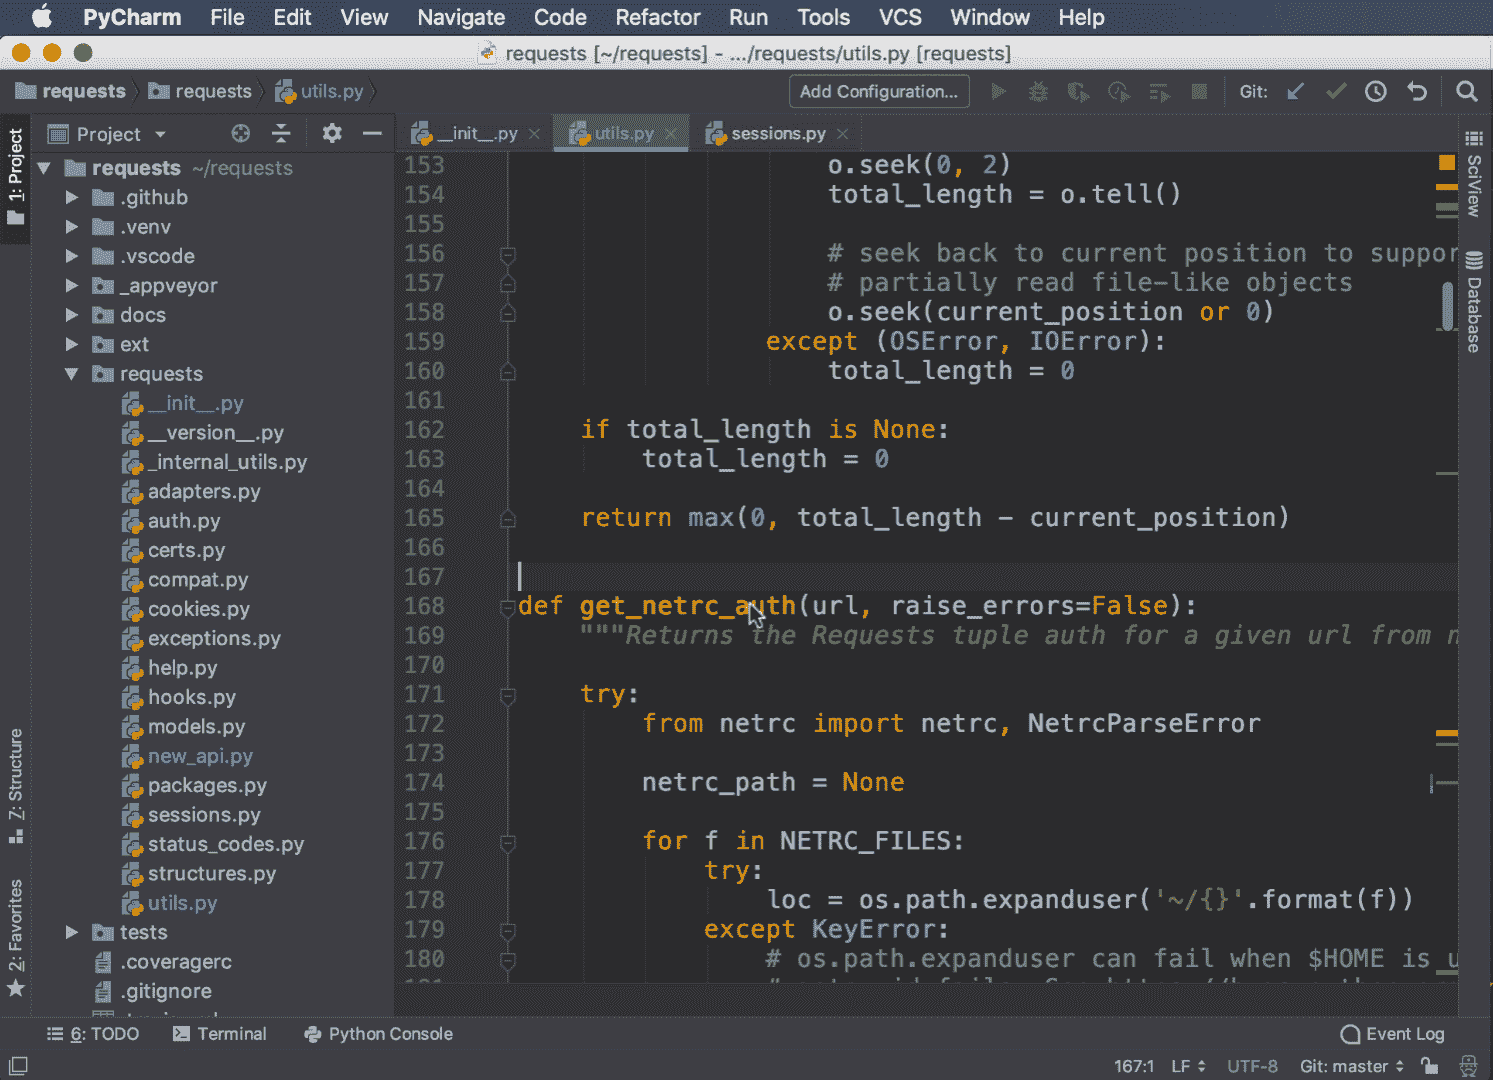 PyCharm File Edit View Navigate Code Refactor Run Tools VCS Window Help
requests [~/requests] - .../requests/utils.py [requests]
requests requests utils.py Add Configuration... Git:
1: Project
Project
__init__.py utils.py sessions.py
requests ~/requests
.github
.venv
.vscode
_appveyor
docs
ext
requests
__init__.py
__version__.py
_internal_utils.py
adapters.py
auth.py
certs.py
compat.py
cookies.py
exceptions.py
help.py
hooks.py
models.py
new_api.py
packages.py
sessions.py
status_codes.py
structures.py
utils.py
tests
.coveragerc
.gitignore
153 o.seek(0, 2)
154 total_length = o.tell()
155
156 # seek back to current position to suppor
157 # partially read file-like objects
158 o.seek(current_position or 0)
159 except (OSError, IOError):
160 total_length = 0
161
162 if total_length is None:
163 total_length = 0
164
165 return max(0, total_length - current_position)
166
167
168 def get_netrc_auth(url, raise_errors=False):
169 """Returns the Requests tuple auth for a given url from n
170
171 try:
172 from netrc import netrc, NetrcParseError
173
174 netrc_path = None
175
176 for f in NETRC_FILES:
177 try:
178 loc = os.path.expanduser('~/{}'.format(f))
179 except KeyError:
180 # os.path.expanduser can fail when $HOME is u
SciView
Database
Z: Structure
2: Favorites
6: TODO Terminal Python Console Event Log
167:1 LF UTF-8 Git: master